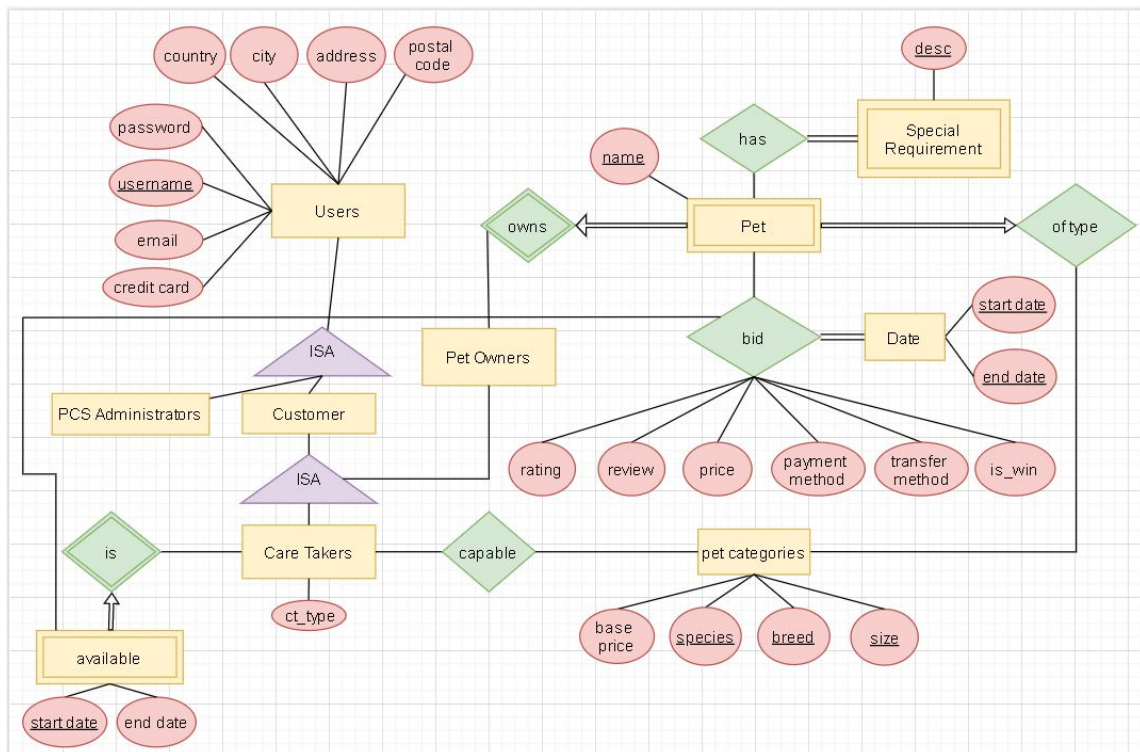 country
city
address
postal
code
desc
password
has
Special
Requirement
name
username
Users
owns
Pet
of type
email
credit card
start date
bid
Date
ISA
Pet Owners
end date
PCS Administrators
Customer
rating
review
price
payment
method
transfer
method
is_win
ISA
is
Care Takers
capable
pet categories
ct_type
base
price
species
breed
size
available
start date
end date